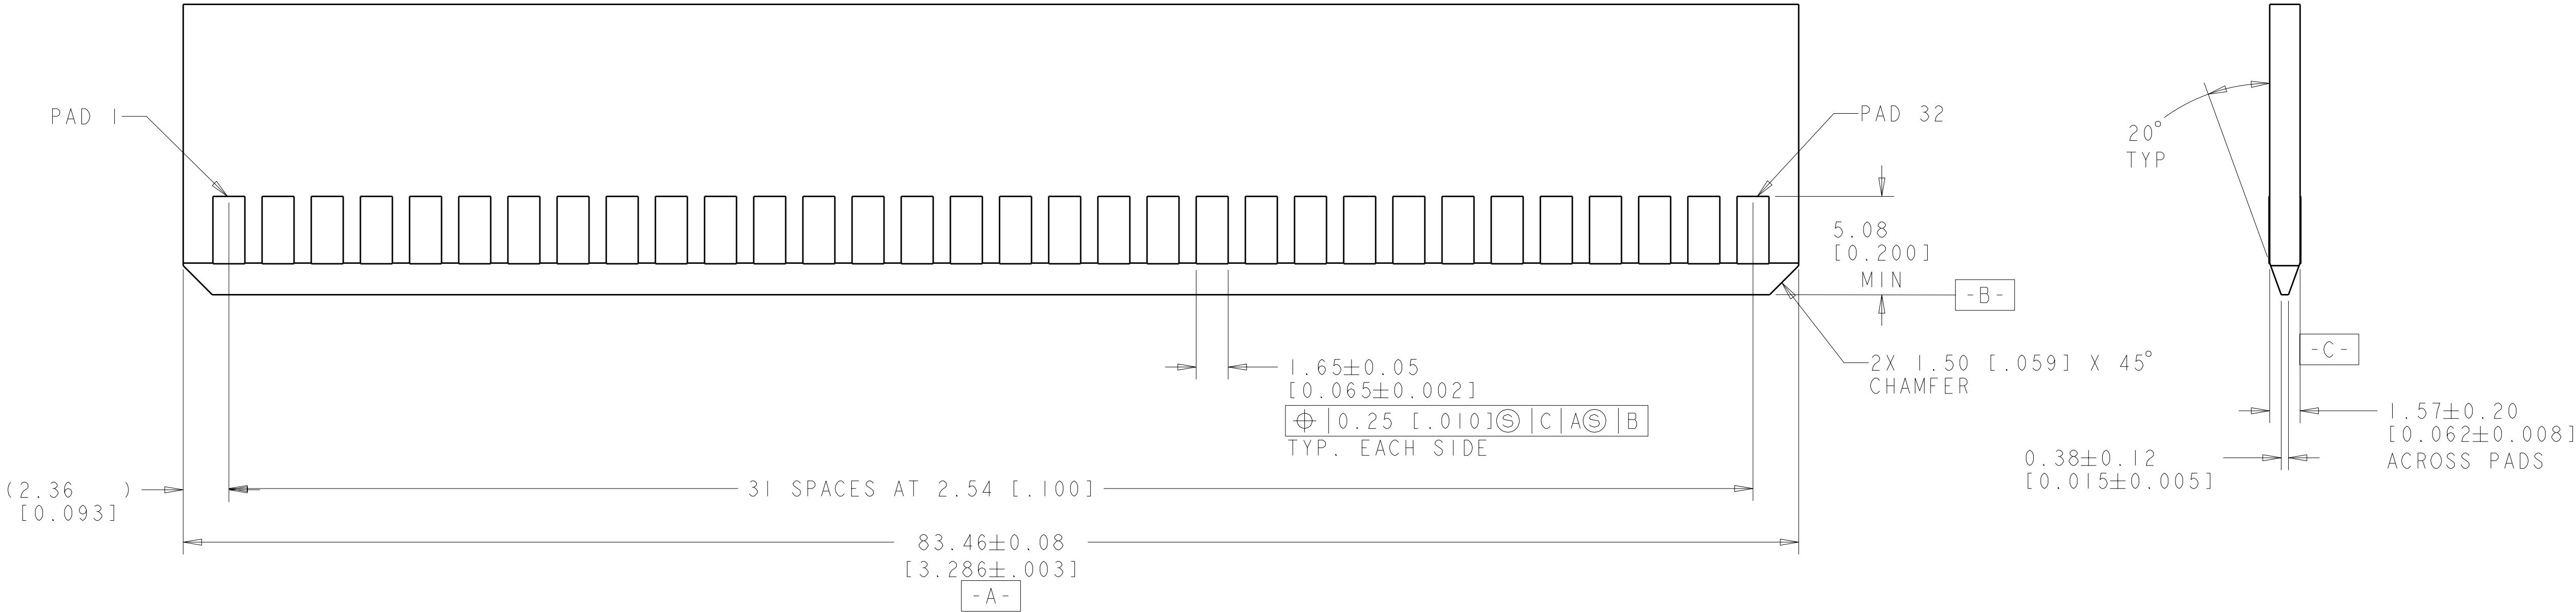 PAD 1
PAD 32
20°
TYP
5.08
[0.200]
MIN
-B-
-C-
1.65±0.05
[0.065±0.002]
⌖ 0.25 [.010]Ⓢ C AⓈ B
TYP. EACH SIDE
2X 1.50 [.059] X 45°
CHAMFER
1.57±0.20
[0.062±0.008]
ACROSS PADS
0.38±0.12
[0.015±0.005]
(2.36 )
[0.093]
31 SPACES AT 2.54 [.100]
83.46±0.08
[3.286±.003]
-A-